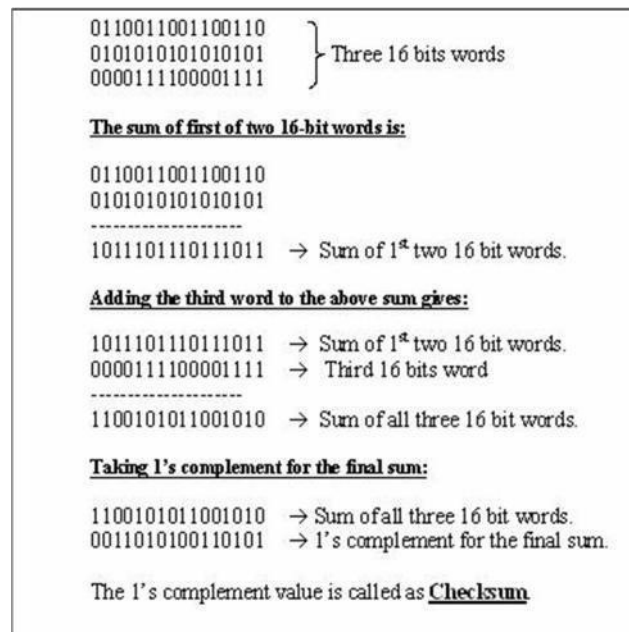 0110011001100110
0101010101010101 Three 16 bits words
0000111100001111
The sum of first of two 16-bit words is:
0110011001100110
0101010101010101
---------------------
1011101110111011 → Sum of 1st two 16 bit words.
Adding the third word to the above sum gives:
1011101110111011 → Sum of 1st two 16 bit words.
0000111100001111 → Third 16 bits word
---------------------
1100101011001010 → Sum of all three 16 bit words.
Taking 1's complement for the final sum:
1100101011001010 → Sum of all three 16 bit words.
0011010100110101 → 1's complement for the final sum.
The 1's complement value is called as Checksum